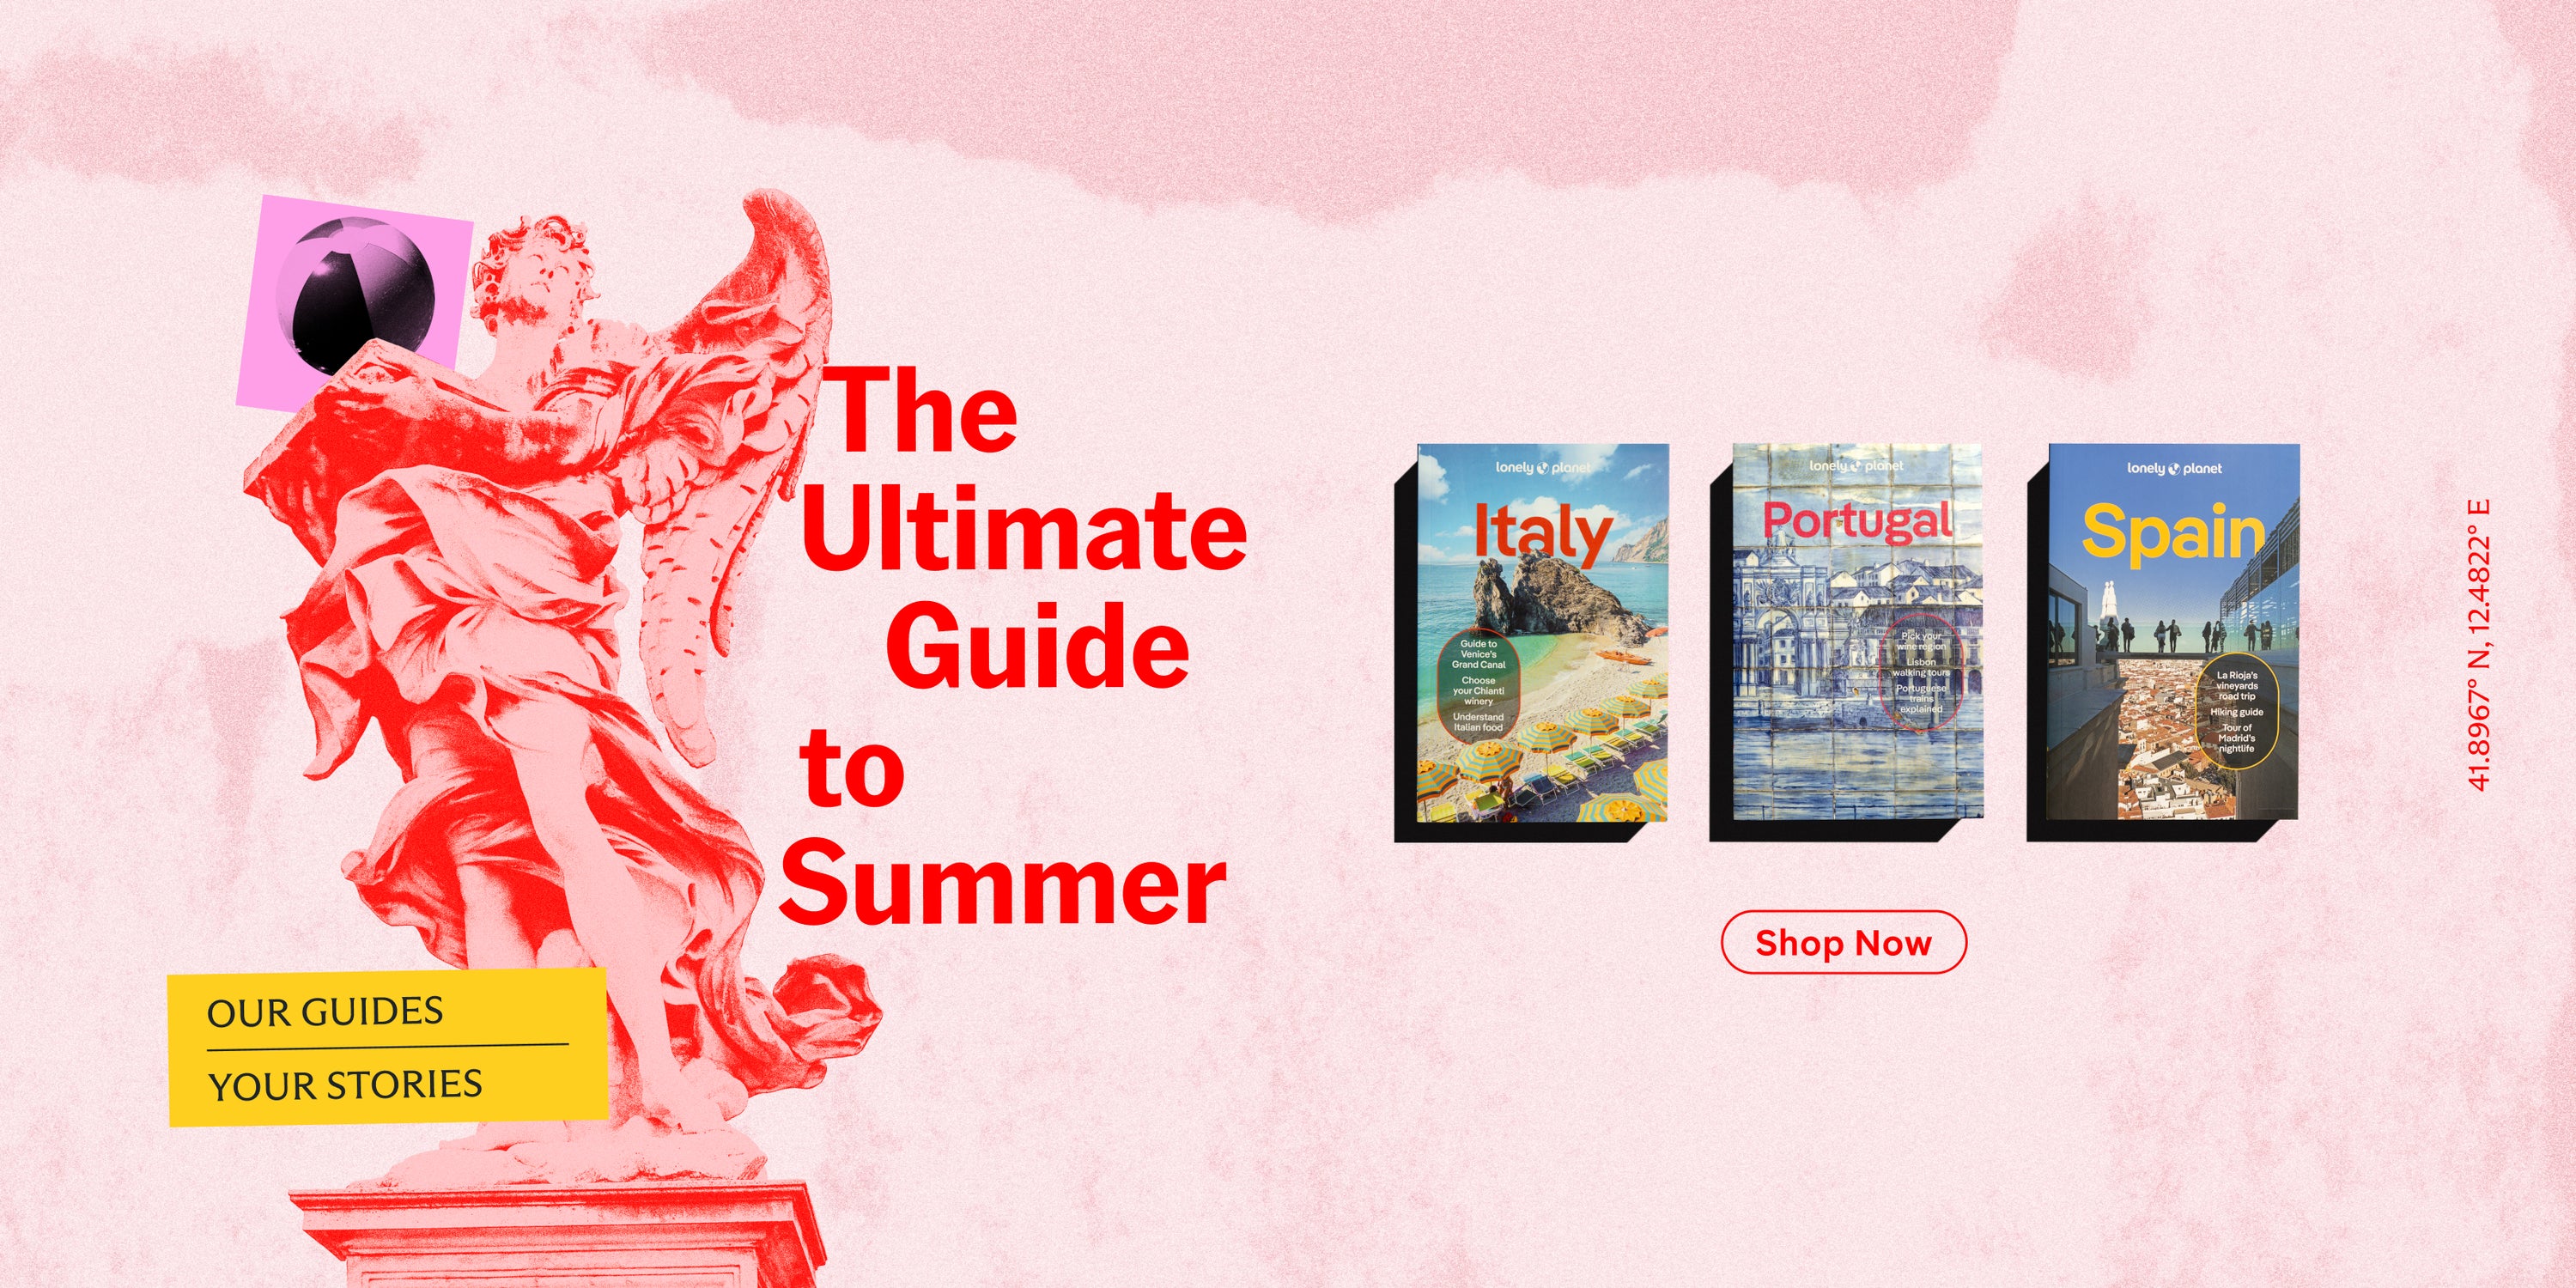 The
Ultimate
Guide
to
Summer
OUR GUIDES
YOUR STORIES
lonely planet
Italy
Guide to
Venice's
Grand Canal
Choose
your Chianti
winery
Understand
Italian food
lonely planet
Portugal
Pick your
wine region
Lisbon
walking tours
Portuguese
trains
explained
lonely planet
Spain
La Rioja's
vineyards
road trip
Hiking guide
Tour of
Madrid's
nightlife
Shop Now
41.8967° N, 12.4822° E